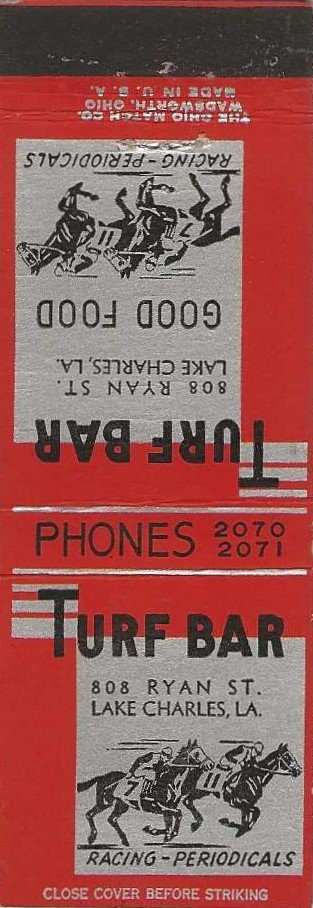 THE OHIO MATCH CO.
WADSWORTH, OHIO
MADE IN U. S. A.
TURF BAR
808 RYAN ST.
LAKE CHARLES, LA.
GOOD FOOD
7 11
RACING-PERIODICALS
PHONES 2070
2071
TURF BAR
808 RYAN ST.
LAKE CHARLES, LA.
7 11
RACING-PERIODICALS
CLOSE COVER BEFORE STRIKING